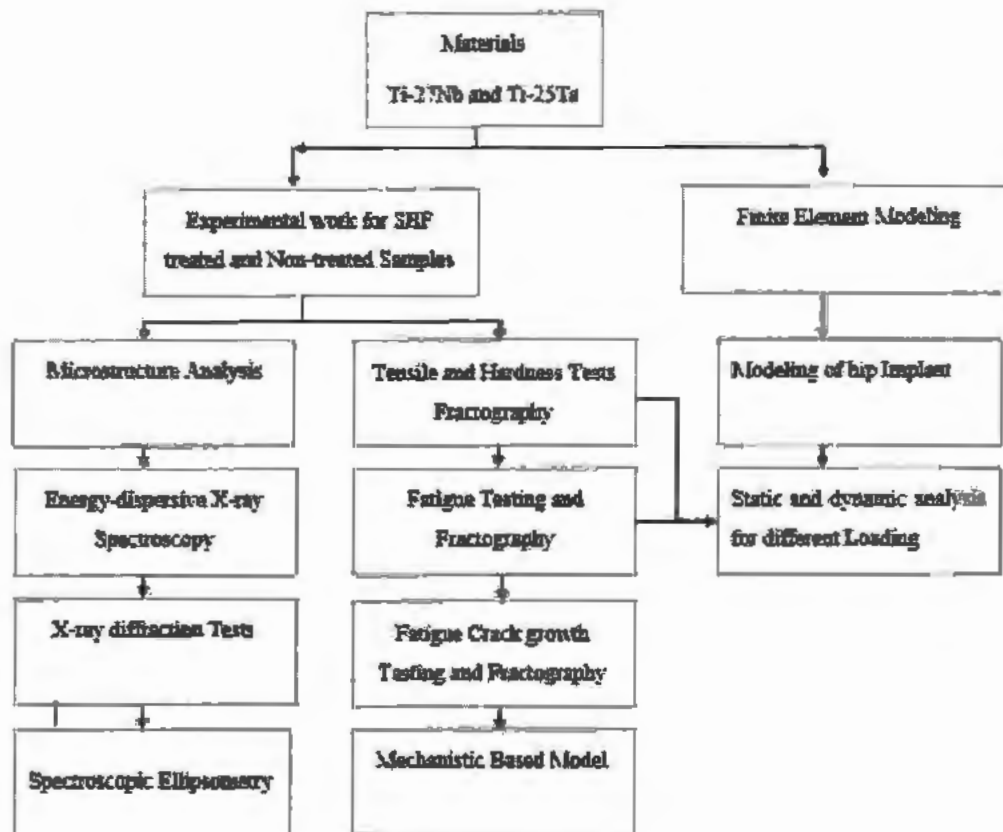 Materials
Ti-27Nb and Ti-25Ta
Experimental work for SBF
treated and Non-treated Samples
Finite Element Modeling
Microstructure Analysis
Tensile and Hardness Tests
Fractography
Modeling of hip Implant
Energy-dispersive X-ray
Spectroscopy
Fatigue Testing and
Fractography
Static and dynamic analysis
for different Loading
X-ray diffraction Tests
Fatigue Crack growth
Testing and Fractography
Spectroscopic Ellipsometry
Mechanistic Based Model